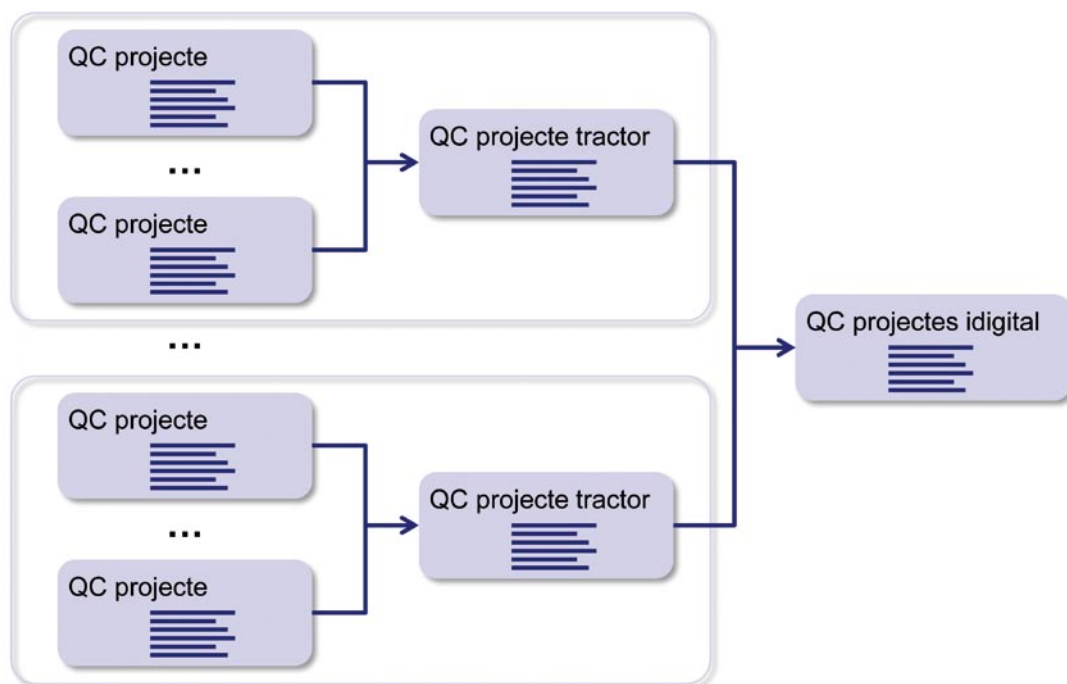 QC projecte
...
QC projecte
QC projecte tractor
...
QC projecte
...
QC projecte
QC projecte tractor
QC projectes idigital